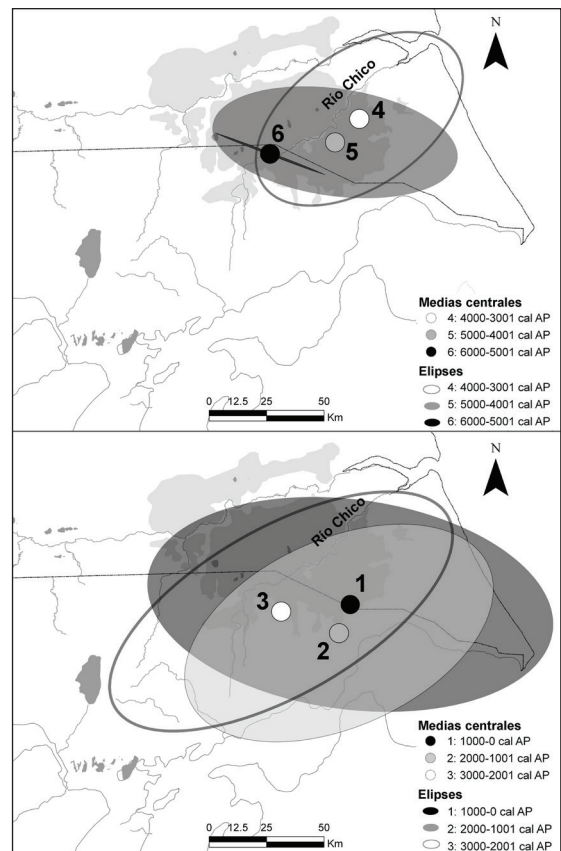 N
Río Chico
4
5
6
Medias centrales
4: 4000-3001 cal AP
5: 5000-4001 cal AP
6: 6000-5001 cal AP
Elipses
4: 4000-3001 cal AP
5: 5000-4001 cal AP
6: 6000-5001 cal AP
0 12.5 25 50
Km
N
Río Chico
1
3
2
Medias centrales
1: 1000-0 cal AP
2: 2000-1001 cal AP
3: 3000-2001 cal AP
Elipses
1: 1000-0 cal AP
2: 2000-1001 cal AP
3: 3000-2001 cal AP
0 12.5 25 50
Km